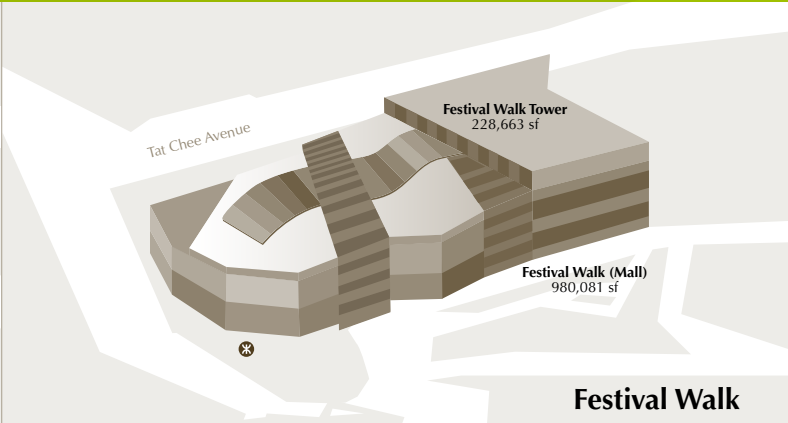 Festival Walk Tower
228,663 sf
Tat Chee Avenue
Festival Walk (Mall)
980,081 sf
Festival Walk